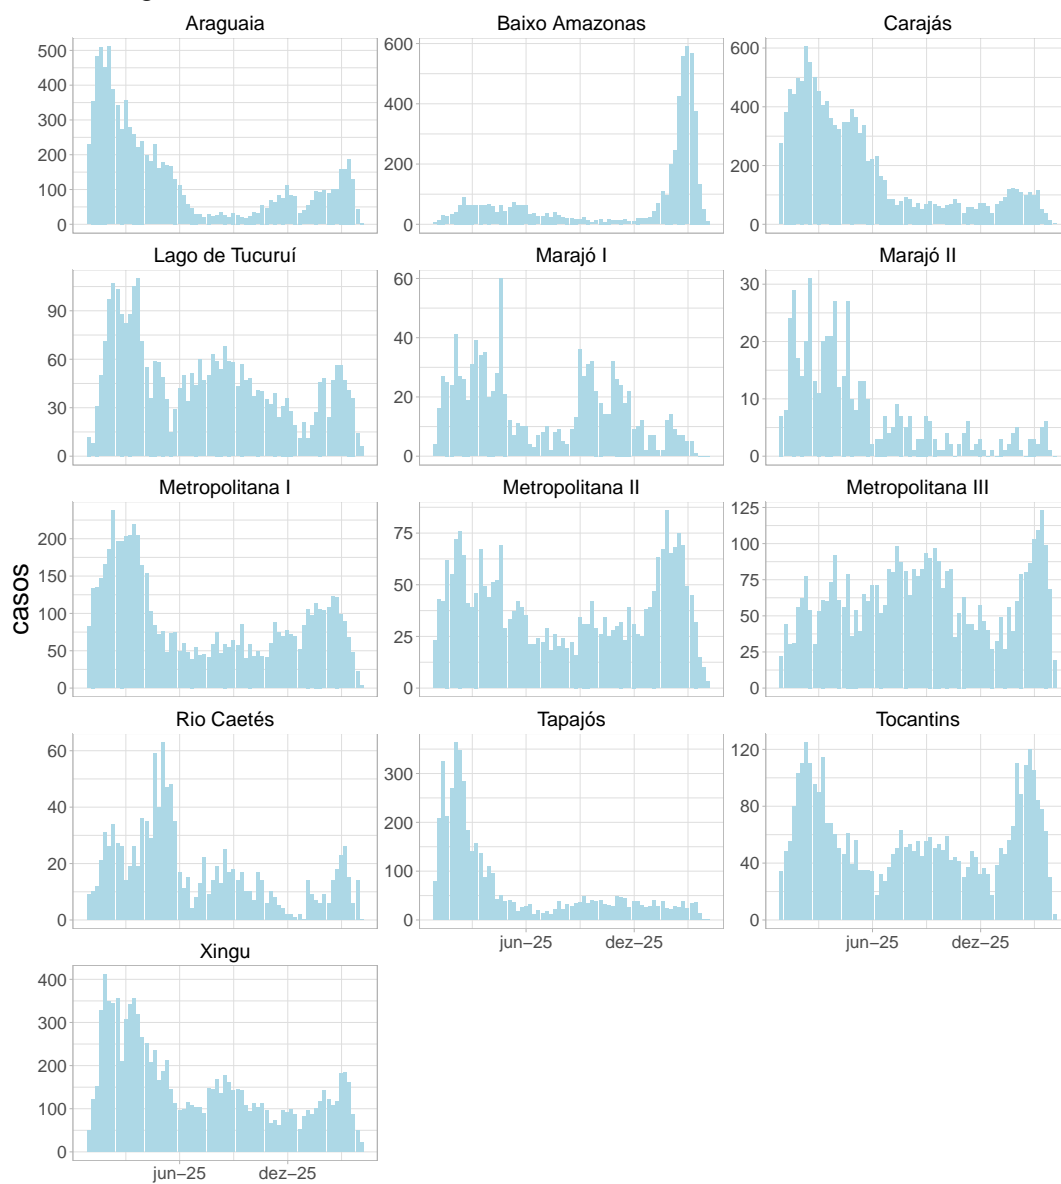 Araguaia
Baixo Amazonas
Carajás
500
400
300
200
100
0
600
400
200
0
600
400
200
0
Lago de Tucuruí
Marajó I
Marajó II
90
60
30
0
60
40
20
0
30
20
10
0
Metropolitana I
Metropolitana II
Metropolitana III
200
150
100
50
0
75
50
25
0
125
100
75
50
25
0
casos
Rio Caetés
Tapajós
Tocantins
60
40
20
0
300
200
100
0
120
80
40
0
jun−25
dez−25
jun−25
dez−25
Xingu
400
300
200
100
0
jun−25
dez−25